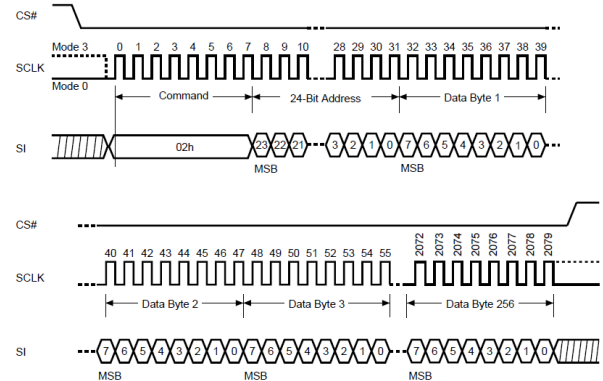 CS#
Mode 3 0 1 2 3 4 5 6 7 8 9 10 28 29 30 31 32 33 34 35 36 37 38 39
SCLK
Mode 0
Command 24-Bit Address Data Byte 1
SI 02h 23 22 21 3 2 1 0 7 6 5 4 3 2 1 0
MSB MSB
CS#
40 41 42 43 44 45 46 47 48 49 50 51 52 53 54 55 2072 2073 2074 2075 2076 2077 2078 2079
SCLK
Data Byte 2 Data Byte 3 Data Byte 256
SI 7 6 5 4 3 2 1 0 7 6 5 4 3 2 1 0 7 6 5 4 3 2 1 0
MSB MSB MSB